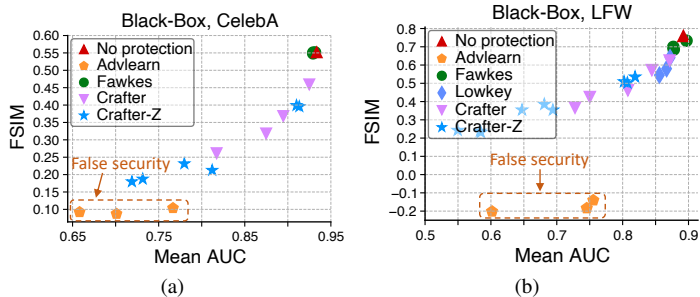 Black-Box, CelebA
0.60
0.55
0.50
0.45
0.40
0.35
0.30
0.25
0.20
0.15
0.10
FSIM
No protection
Advlearn
Fawkes
Crafter
Crafter-Z
False security
0.65
0.75
0.85
0.95
Mean AUC
(a)
Black-Box, LFW
0.8
0.7
0.6
0.5
0.4
0.3
0.2
0.1
0.0
−0.1
−0.2
FSIM
No protection
Advlearn
Fawkes
Lowkey
Crafter
Crafter-Z
False security
0.5
0.6
0.7
0.8
0.9
Mean AUC
(b)